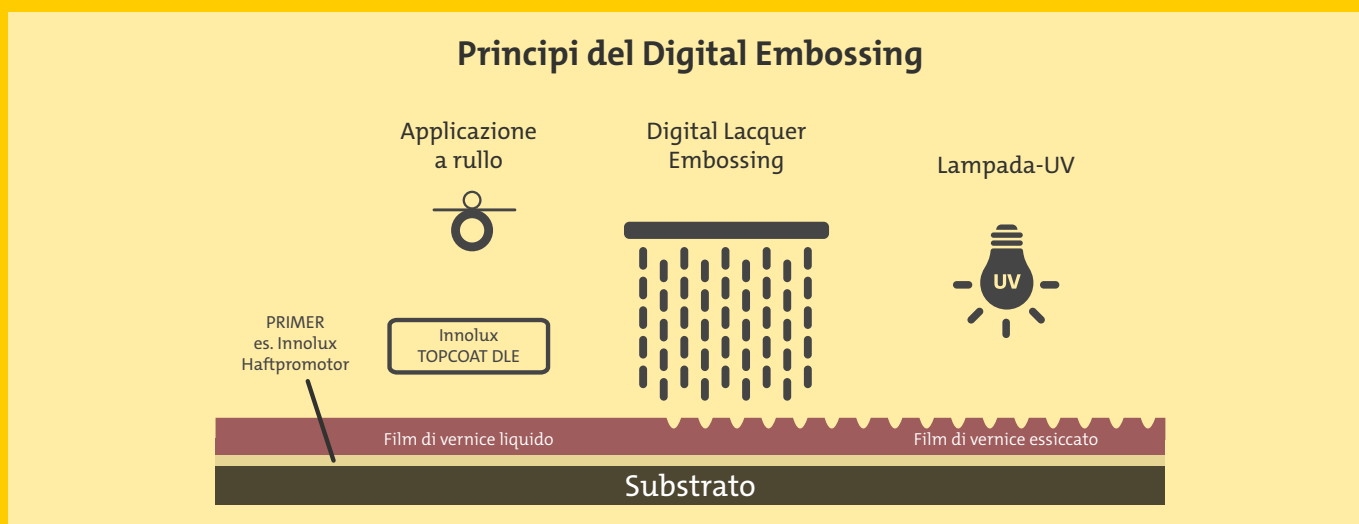 Principi del Digital Embossing
Applicazione
a rullo
Digital Lacquer
Embossing
Lampada-UV
UV
PRIMER
es. Innolux
Haftpromotor
Innolux
TOPCOAT DLE
Film di vernice liquido
Film di vernice essiccato
Substrato